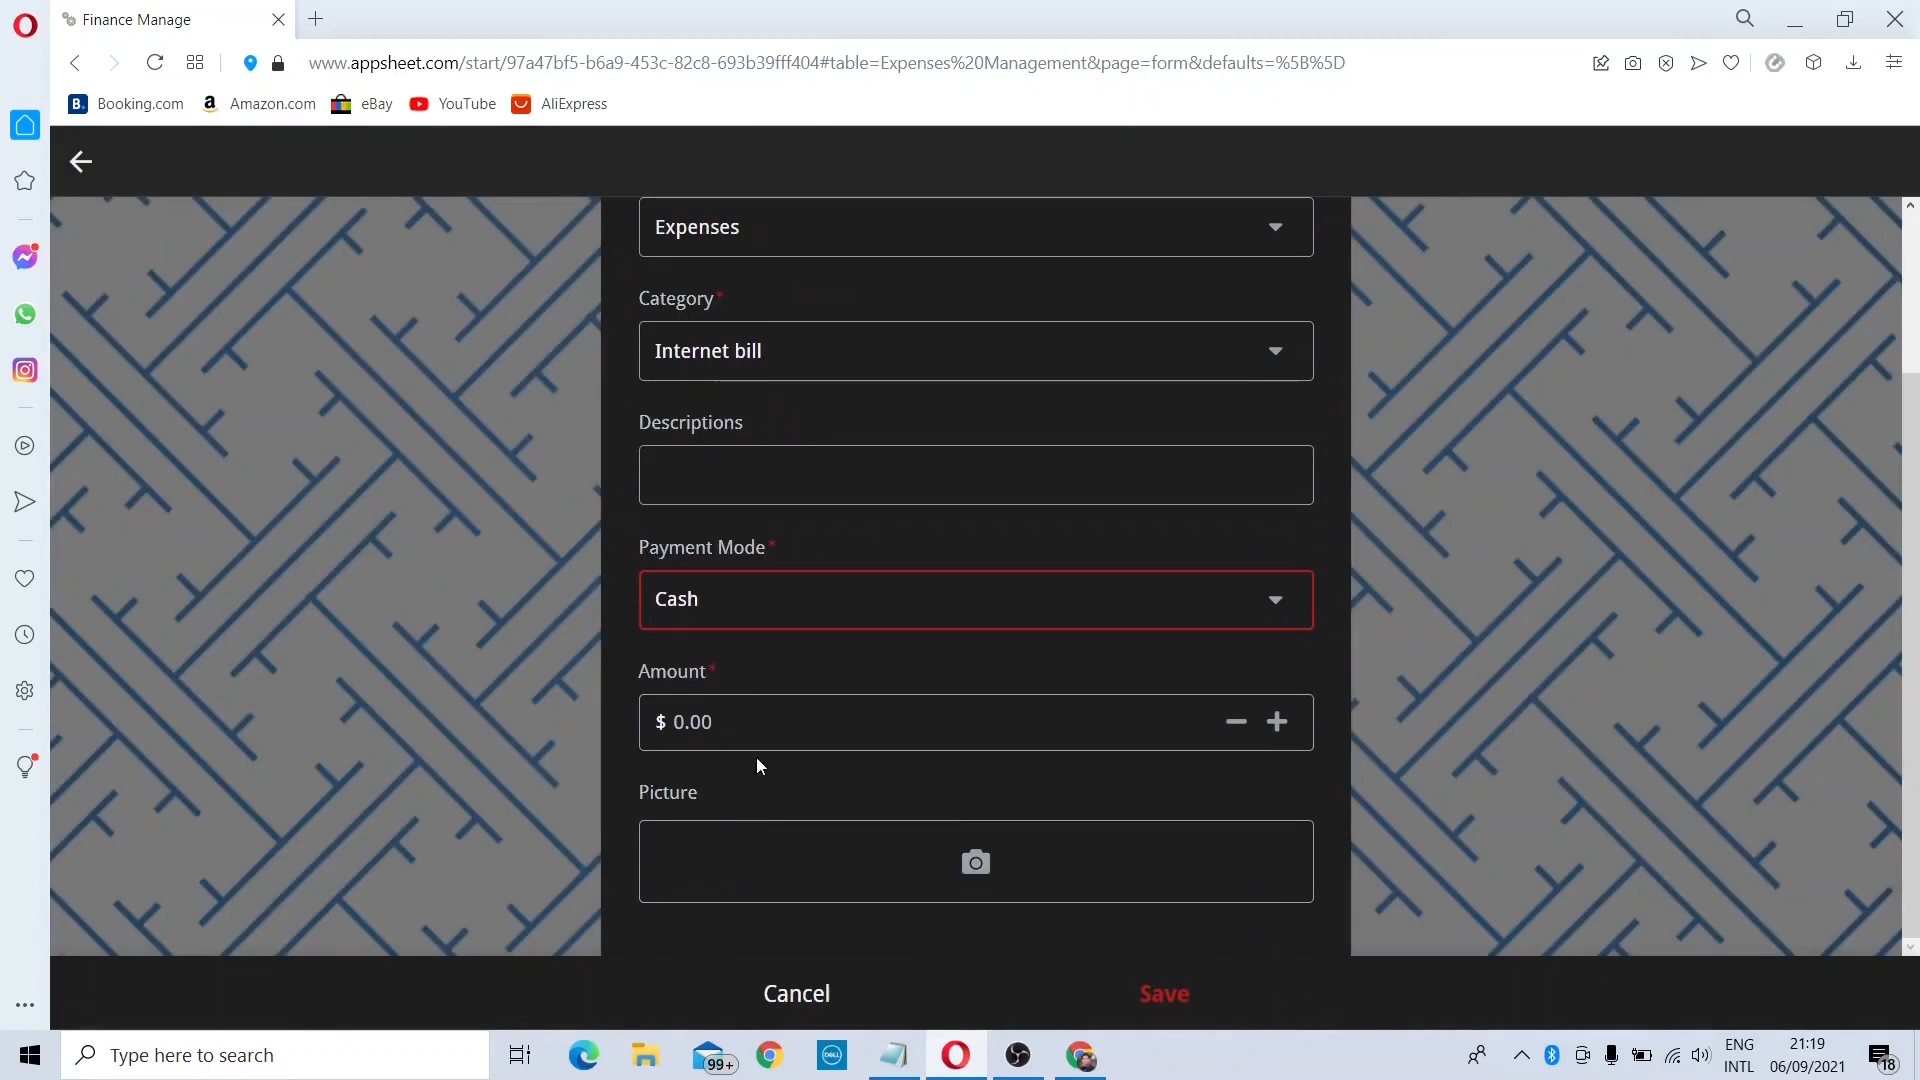 Finance Manage
www.appsheet.com/start/97a47bf5-b6a9-453c-82c8-693b39fff404#table=Expenses%20Management&page=form&defaults=%5B%5D
B. Booking.com a Amazon.com eBay YouTube AliExpress
Expenses
Category*
Internet bill
Descriptions
Payment Mode*
Cash
Amount*
$ 0.00
Picture
Cancel Save
Type here to search
99+
DELL
ENG
INTL
21:19
06/09/2021
18